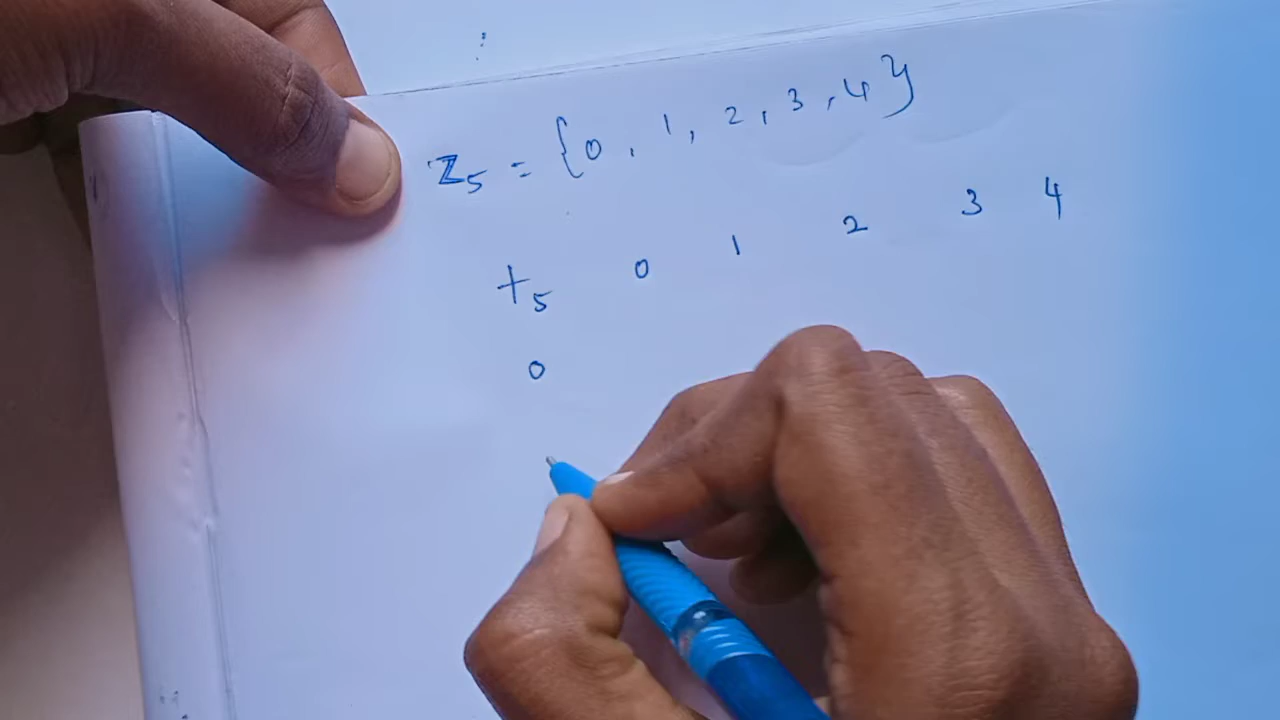 ℤ₅ = {0, 1, 2, 3, 4}
+₅ 0 1 2 3 4
0